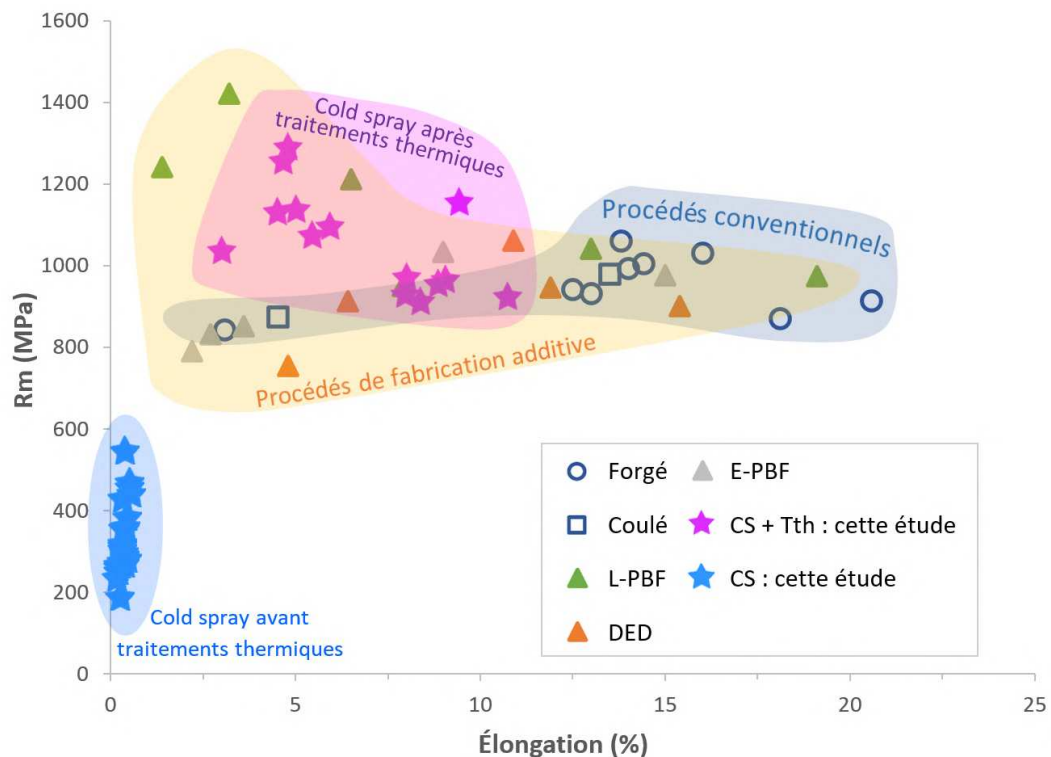 1600
1400
1200
1000
800
600
400
200
0
Rm (MPa)
0
5
10
15
20
25
Élongation (%)
Cold spray après
traitements thermiques
Procédés conventionnels
Procédés de fabrication additive
Cold spray avant
traitements thermiques
Forgé
E-PBF
Coulé
CS + Tth : cette étude
L-PBF
CS : cette étude
DED